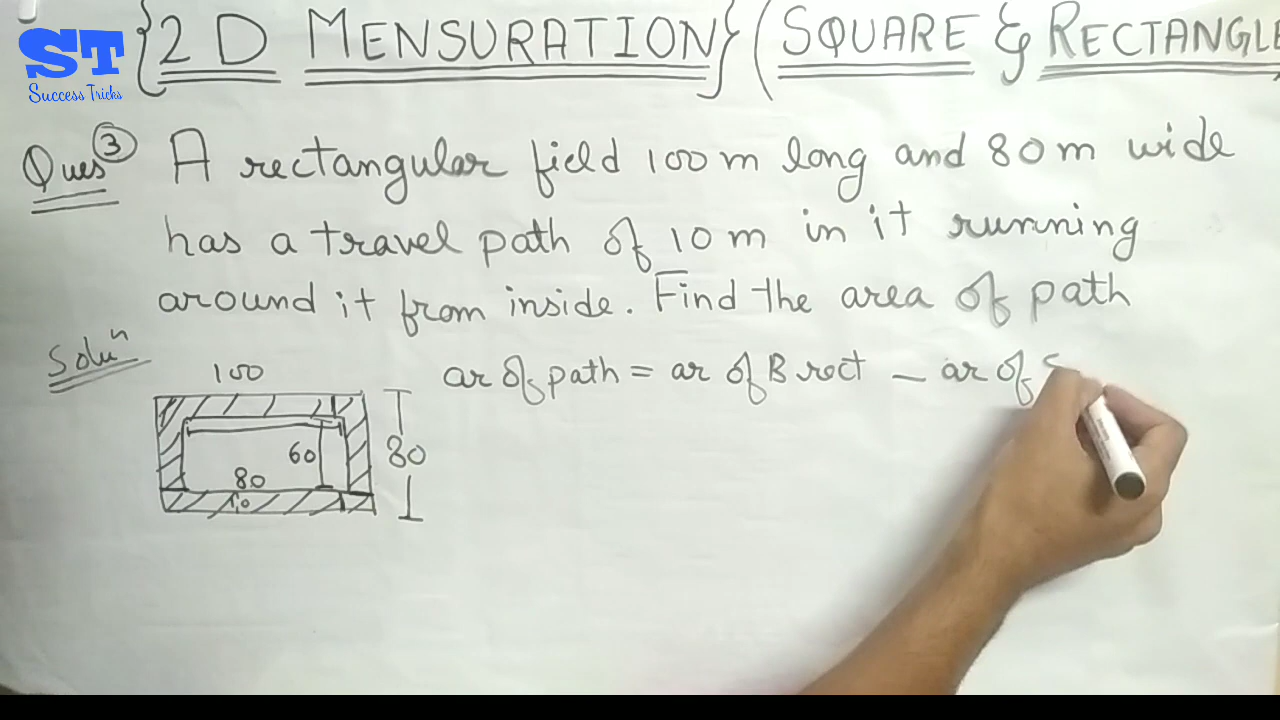 ST
Success Tricks
{2 D MENSURATION} (SQUARE & RECTANGLE
Ques 3 A rectangular field 100 m long and 80 m wide
has a travel path of 10 m in it running
around it from inside. Find the area of path
Soluⁿ
100
ar of path = ar of B rect - ar of S
60
80
80
10